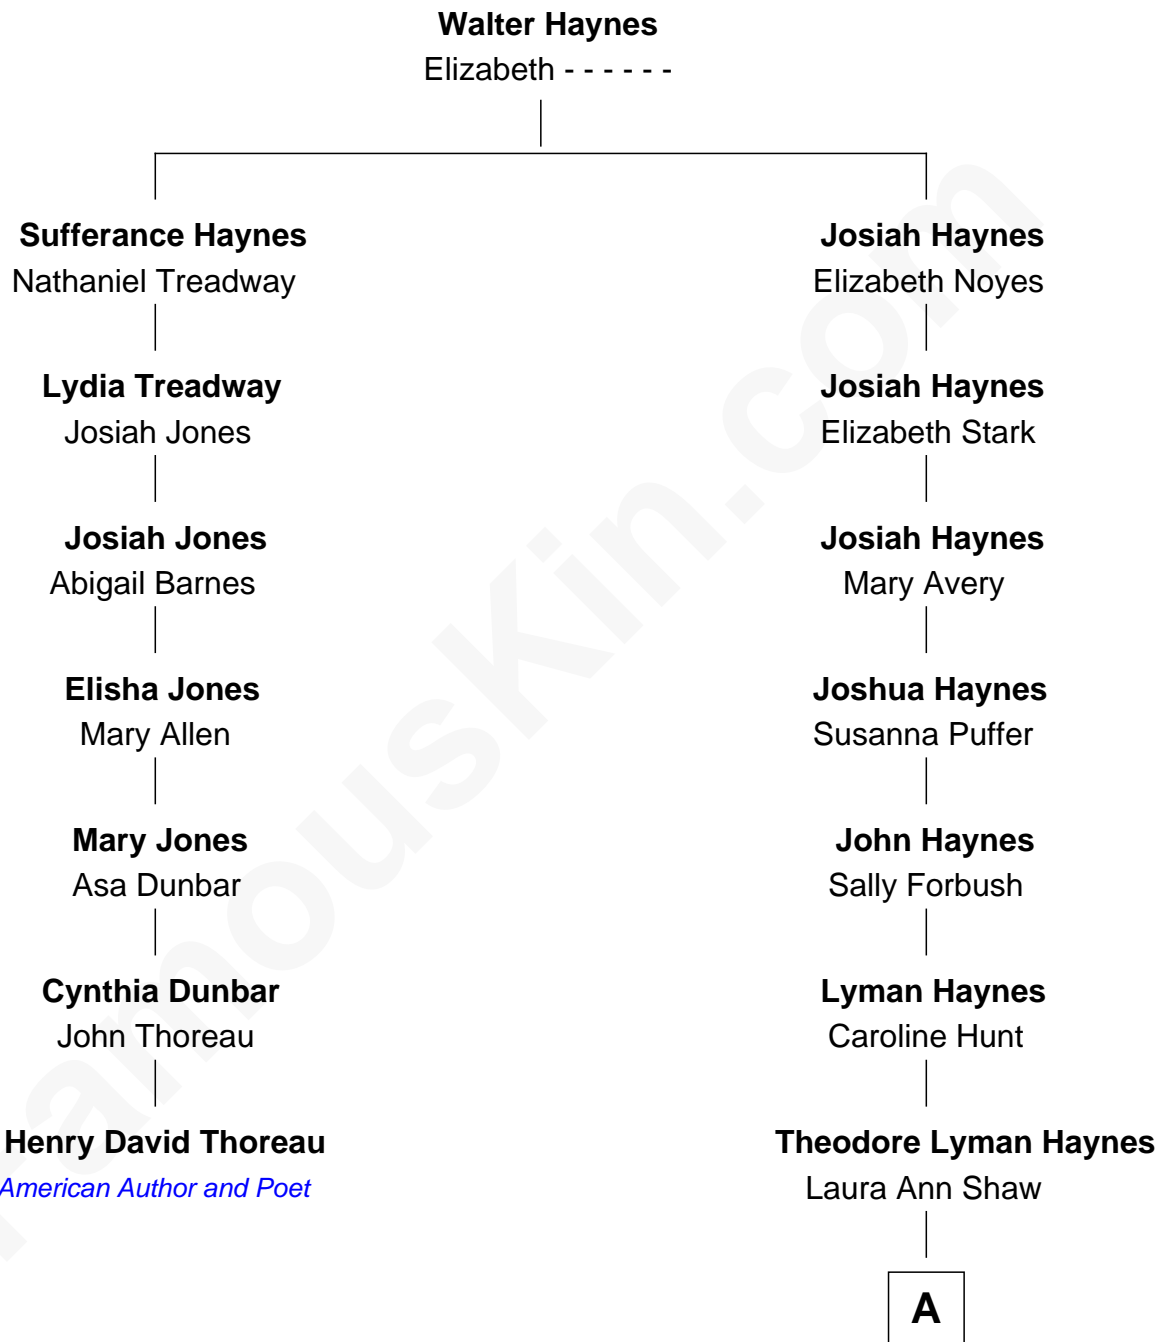 Walter Haynes
Elizabeth - - - - - -
Sufferance Haynes
Nathaniel Treadway
Josiah Haynes
Elizabeth Noyes
Lydia Treadway
Josiah Jones
Josiah Haynes
Elizabeth Stark
Josiah Jones
Abigail Barnes
Josiah Haynes
Mary Avery
Elisha Jones
Mary Allen
Joshua Haynes
Susanna Puffer
Mary Jones
Asa Dunbar
John Haynes
Sally Forbush
Cynthia Dunbar
John Thoreau
Lyman Haynes
Caroline Hunt
Henry David Thoreau
American Author and Poet
Theodore Lyman Haynes
Laura Ann Shaw
A
FamousKin.com